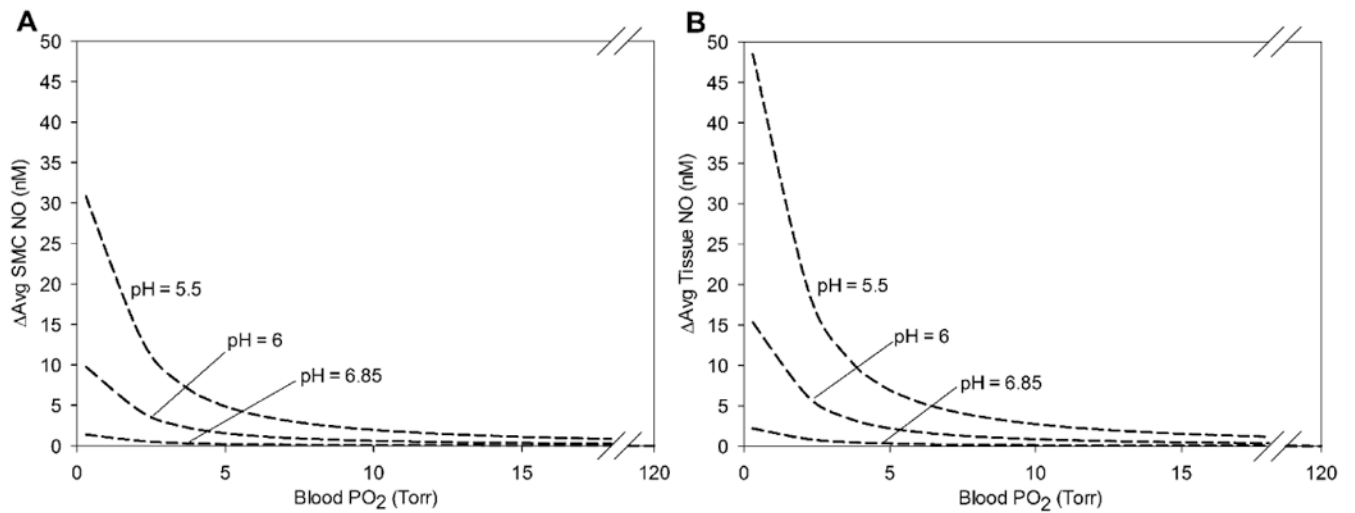 A
50
45
40
35
30
25
20
15
10
5
0
ΔAvg SMC NO (nM)
pH = 5.5
pH = 6
pH = 6.85
0 5 10 15 120
Blood PO2 (Torr)
B
50
45
40
35
30
25
20
15
10
5
0
ΔAvg Tissue NO (nM)
pH = 5.5
pH = 6
pH = 6.85
0 5 10 15 120
Blood PO2 (Torr)